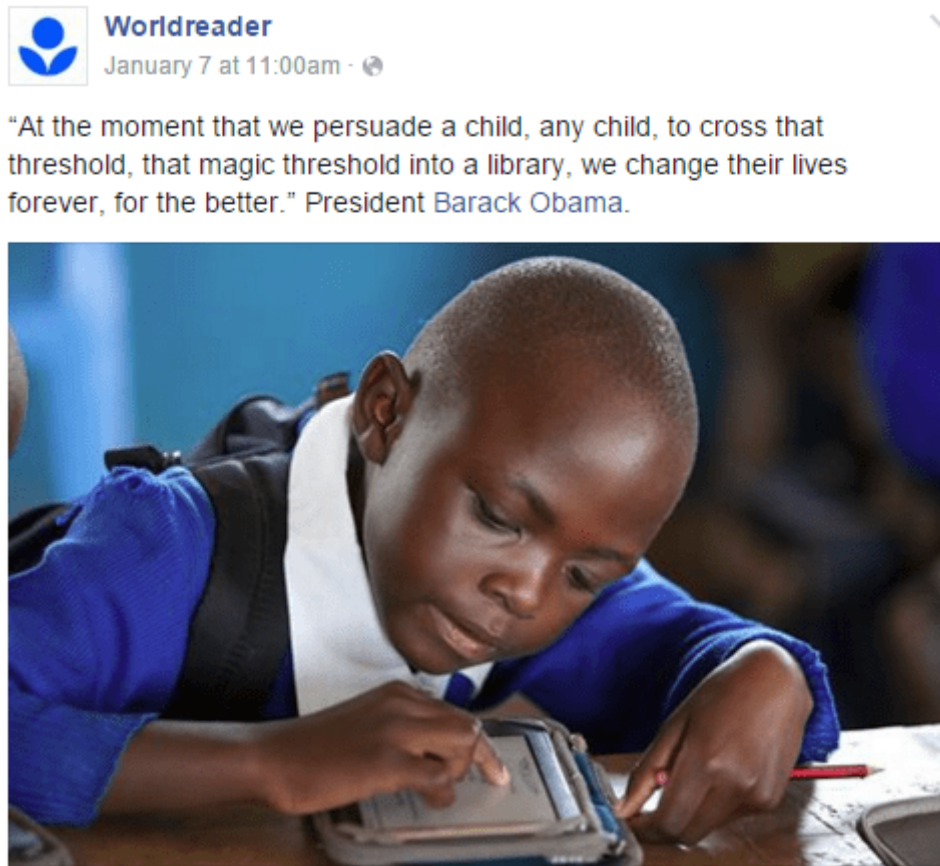 Worldreader
January 7 at 11:00am ·
“At the moment that we persuade a child, any child, to cross that
threshold, that magic threshold into a library, we change their lives
forever, for the better.” President Barack Obama.